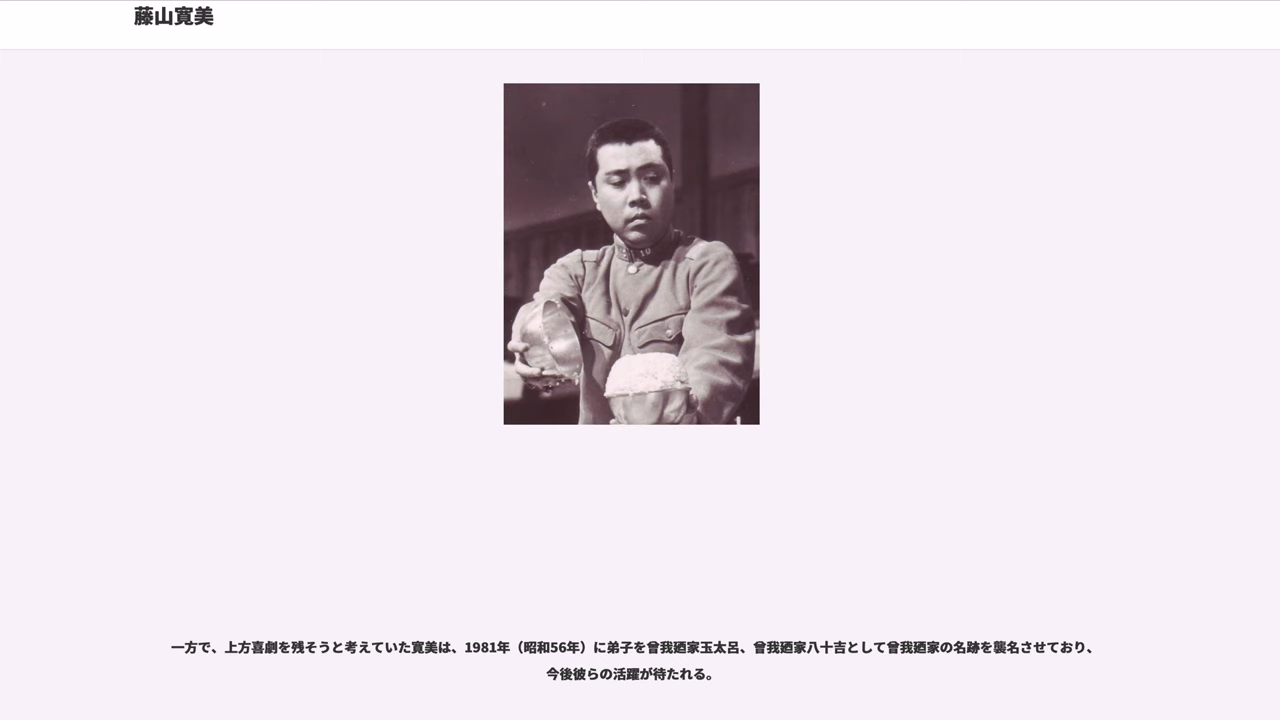 藤山寛美
一方で、上方喜劇を残そうと考えていた寛美は、1981年（昭和56年）に弟子を曾我廼家玉太呂、曾我廼家八十吉として曾我廼家の名跡を襲名させており、
今後彼らの活躍が待たれる。